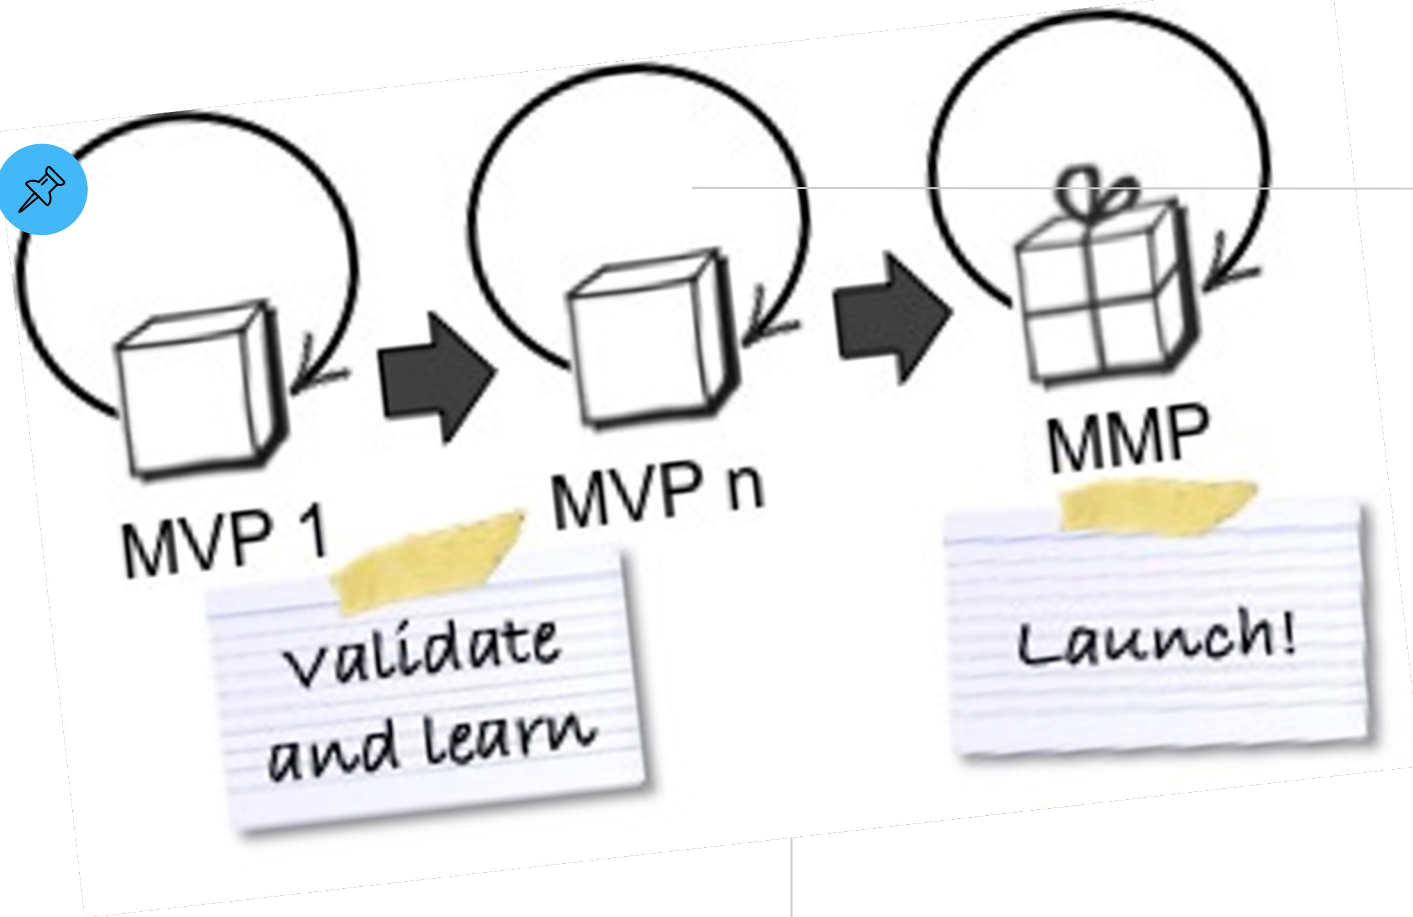 MVP 1
MVP n
MMP
Validate
and learn
Launch!